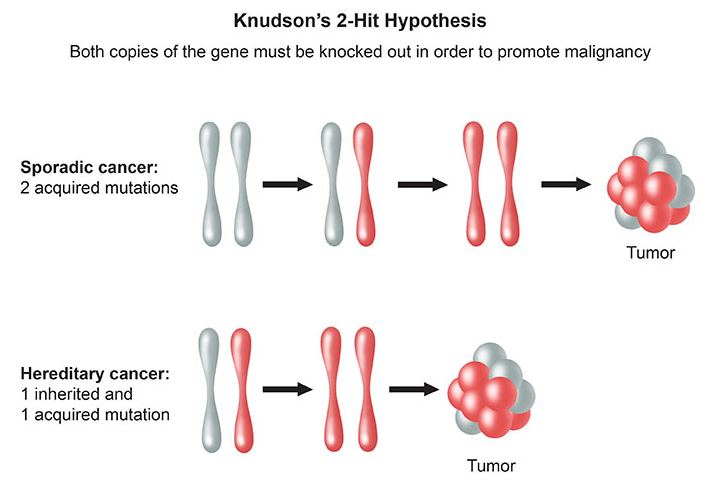 Knudson's 2-Hit Hypothesis
Both copies of the gene must be knocked out in order to promote malignancy
Sporadic cancer:
2 acquired mutations
Tumor
Hereditary cancer:
1 inherited and
1 acquired mutation
Tumor